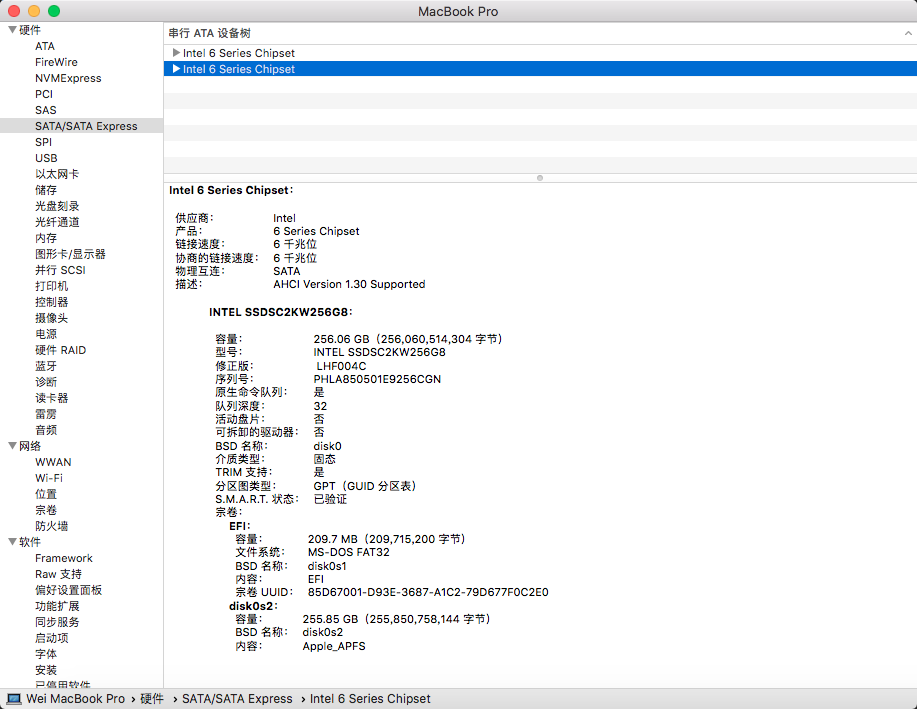 MacBook Pro
硬件
ATA
FireWire
NVMExpress
PCI
SAS
SATA/SATA Express
SPI
USB
以太网卡
储存
光盘刻录
光纤通道
内存
图形卡/显示器
并行 SCSI
打印机
控制器
摄像头
电源
硬件 RAID
蓝牙
诊断
读卡器
雷雳
音频
网络
WWAN
Wi-Fi
位置
宗卷
防火墙
软件
Framework
Raw 支持
偏好设置面板
功能扩展
同步服务
启动项
字体
安装
已停用软件
串行 ATA 设备树
Intel 6 Series Chipset
Intel 6 Series Chipset
Intel 6 Series Chipset:
供应商: Intel
产品: 6 Series Chipset
链接速度: 6 千兆位
协商的链接速度: 6 千兆位
物理互连: SATA
描述: AHCI Version 1.30 Supported
INTEL SSDSC2KW256G8:
容量: 256.06 GB（256,060,514,304 字节）
型号: INTEL SSDSC2KW256G8
修正版: LHF004C
序列号: PHLA850501E9256CGN
原生命令队列: 是
队列深度: 32
活动盘片: 否
可拆卸的驱动器: 否
BSD 名称: disk0
介质类型: 固态
TRIM 支持: 是
分区图类型: GPT（GUID 分区表）
S.M.A.R.T. 状态: 已验证
宗卷:
EFI:
容量: 209.7 MB（209,715,200 字节）
文件系统: MS-DOS FAT32
BSD 名称: disk0s1
内容: EFI
宗卷 UUID: 85D67001-D93E-3687-A1C2-79D677F0C2E0
disk0s2:
容量: 255.85 GB（255,850,758,144 字节）
BSD 名称: disk0s2
内容: Apple_APFS
Wei MacBook Pro › 硬件 › SATA/SATA Express › Intel 6 Series Chipset